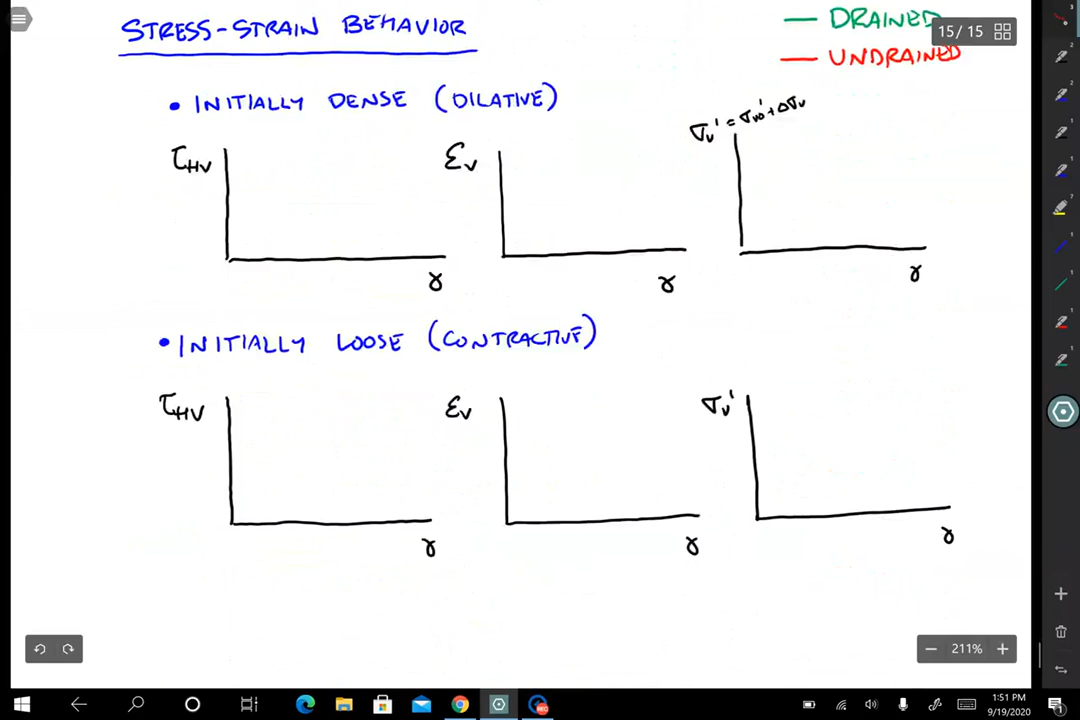 STRESS-STRAIN BEHAVIOR
DRAINED
15/15
UNDRAINED
• INITIALLY DENSE (DILATIVE)
τHV
εv
σv' = σvo' + Δσv
γ
γ
γ
• INITIALLY LOOSE (CONTRACTIVE)
τHV
εv
σv'
γ
γ
γ
211%
1:51 PM
9/19/2020